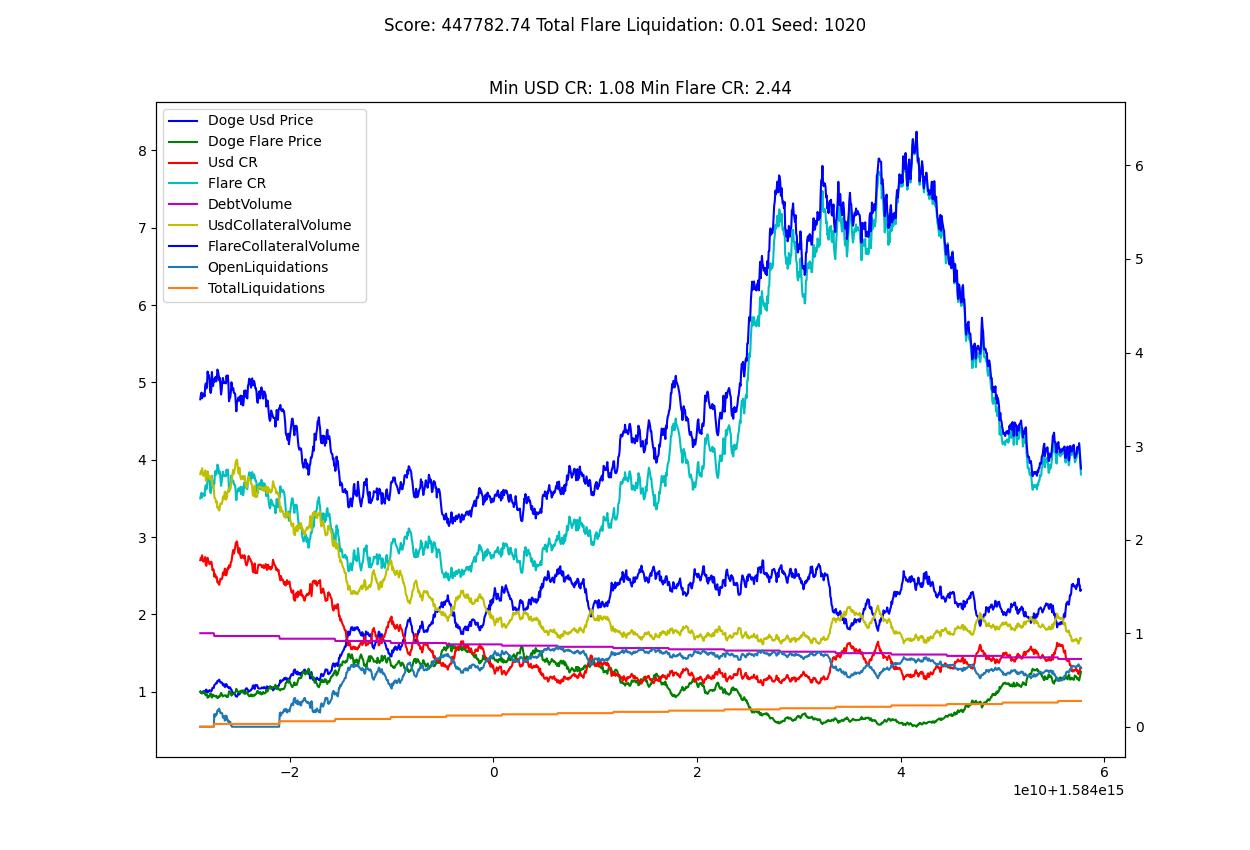 Score: 447782.74 Total Flare Liquidation: 0.01 Seed: 1020
Min USD CR: 1.08 Min Flare CR: 2.44
Doge Usd Price
Doge Flare Price
Usd CR
Flare CR
DebtVolume
UsdCollateralVolume
FlareCollateralVolume
OpenLiquidations
TotalLiquidations
8
7
6
5
4
3
2
1
6
5
4
3
2
1
0
−2
0
2
4
6
1e10+1.584e15